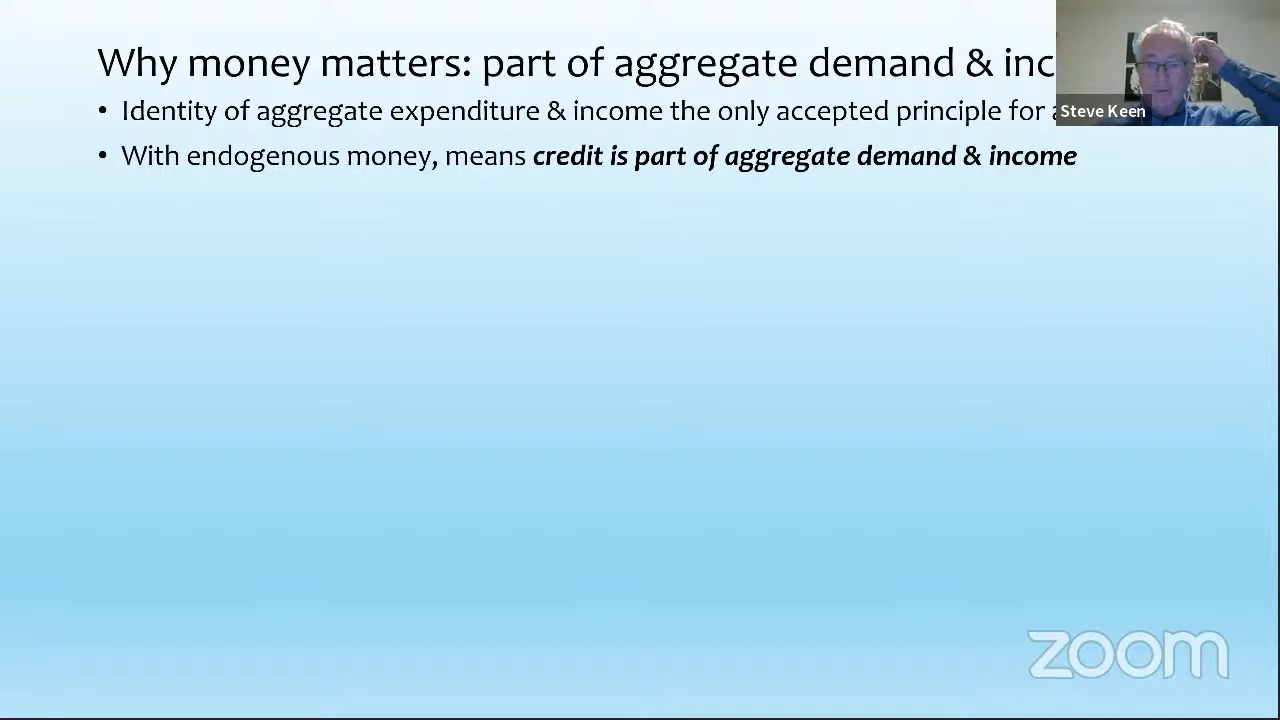 Why money matters: part of aggregate demand & inc
• Identity of aggregate expenditure & income the only accepted principle for
Steve Keen
• With endogenous money, means credit is part of aggregate demand & income
zoom